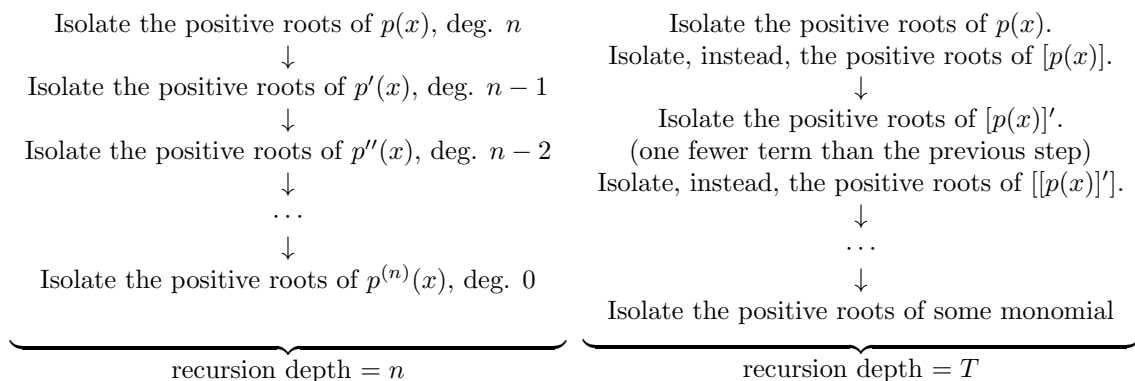 Isolate the positive roots of p(x), deg. n
↓
Isolate the positive roots of p′(x), deg. n − 1
↓
Isolate the positive roots of p′′(x), deg. n − 2
↓
· · ·
↓
Isolate the positive roots of p⁽ⁿ⁾(x), deg. 0
recursion depth = n
Isolate the positive roots of p(x).
Isolate, instead, the positive roots of [p(x)].
↓
Isolate the positive roots of [p(x)]′.
(one fewer term than the previous step)
Isolate, instead, the positive roots of [[p(x)]′].
↓
· · ·
↓
Isolate the positive roots of some monomial
recursion depth = T